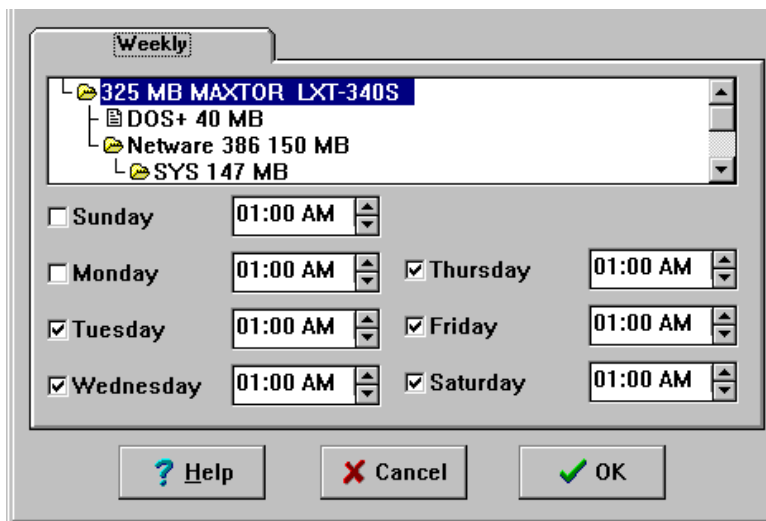 Weekly
325 MB MAXTOR LXT-340S
DOS+ 40 MB
Netware 386 150 MB
SYS 147 MB
Sunday 01:00 AM
Monday 01:00 AM Thursday 01:00 AM
Tuesday 01:00 AM Friday 01:00 AM
Wednesday 01:00 AM Saturday 01:00 AM
? Help Cancel OK